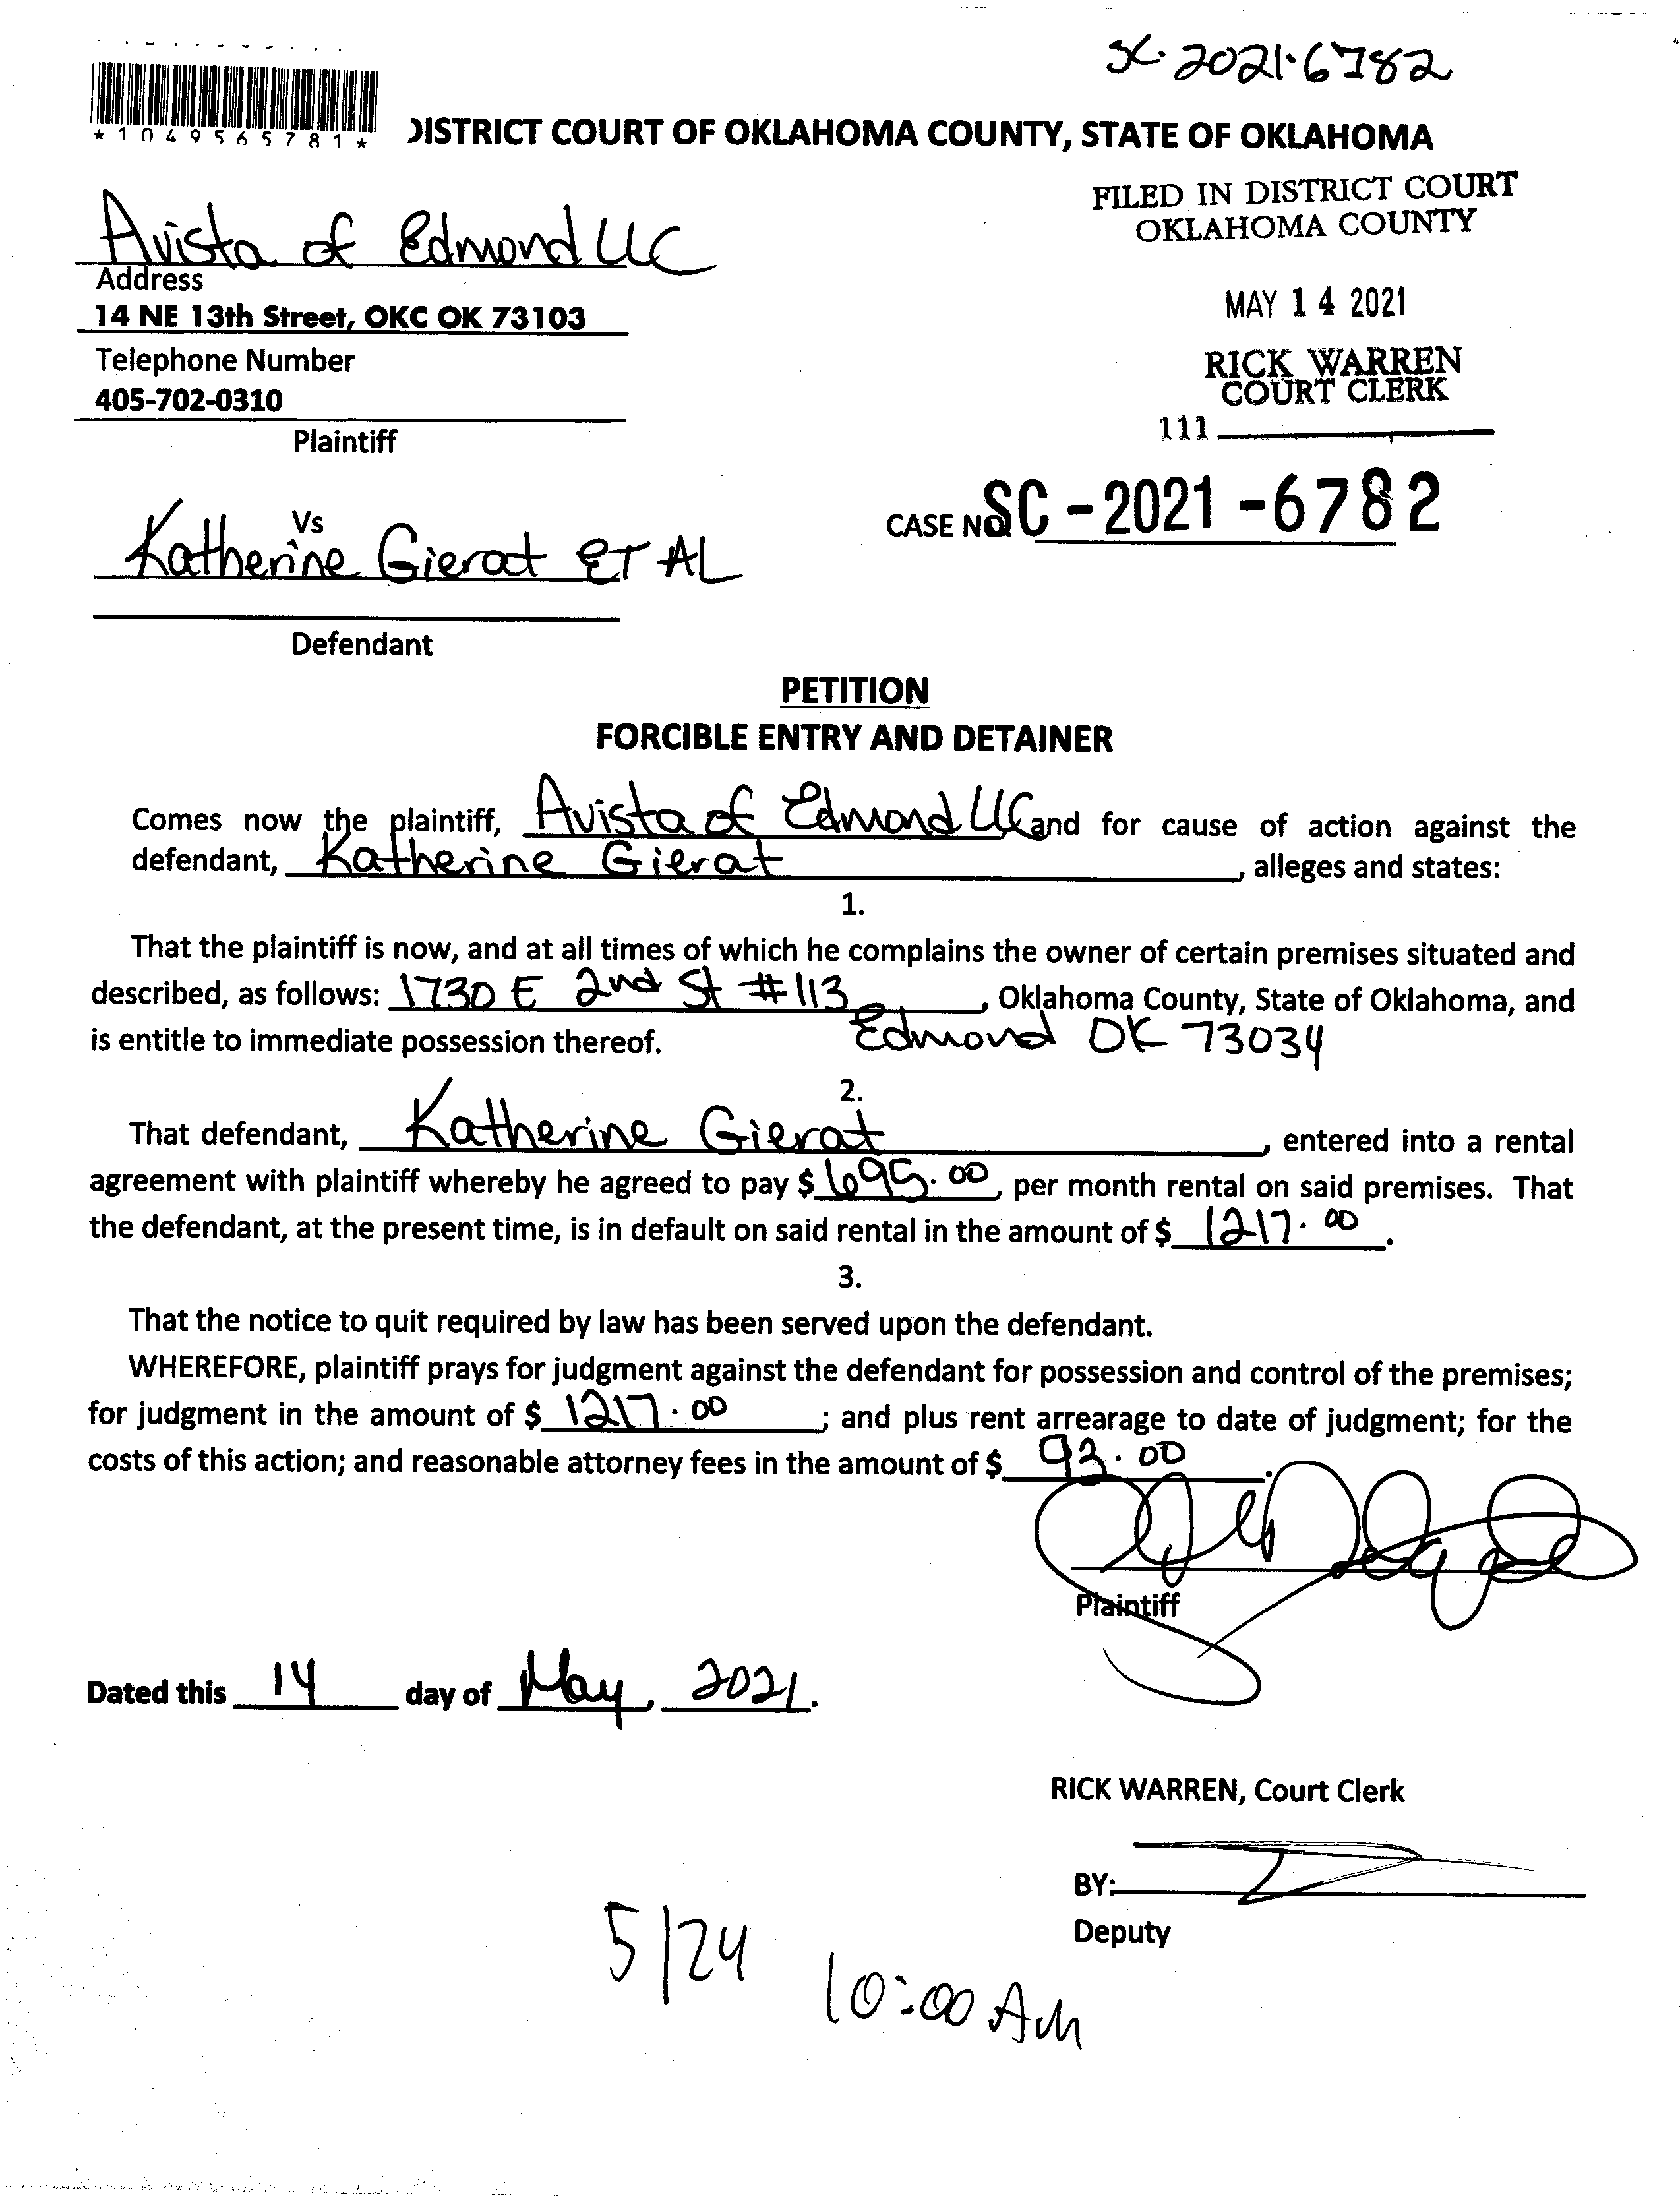 SC-2021-6782
*1049565781*
DISTRICT COURT OF OKLAHOMA COUNTY, STATE OF OKLAHOMA
FILED IN DISTRICT COURT
OKLAHOMA COUNTY
MAY 14 2021
RICK WARREN
COURT CLERK
111
Avista of Edmond LLC
Address
14 NE 13th Street, OKC OK 73103
Telephone Number
405-702-0310
Plaintiff
Vs
CASE NO. SC-2021-6782
Katherine Gierat ET AL
Defendant
PETITION
FORCIBLE ENTRY AND DETAINER
Comes now the plaintiff, Avista of Edmond LLC and for cause of action against the
defendant, Katherine Gierat, alleges and states:
1.
That the plaintiff is now, and at all times of which he complains the owner of certain premises situated and
described, as follows: 1730 E 2nd St #113, Oklahoma County, State of Oklahoma, and
is entitle to immediate possession thereof. Edmond OK 73034
2.
That defendant, Katherine Gierat, entered into a rental
agreement with plaintiff whereby he agreed to pay $ 695.00, per month rental on said premises. That
the defendant, at the present time, is in default on said rental in the amount of $ 1217.00.
3.
That the notice to quit required by law has been served upon the defendant.
WHEREFORE, plaintiff prays for judgment against the defendant for possession and control of the premises;
for judgment in the amount of $ 1217.00; and plus rent arrearage to date of judgment; for the
costs of this action; and reasonable attorney fees in the amount of $ 93.00.
Plaintiff
Dated this 14 day of May, 2021.
RICK WARREN, Court Clerk
BY:
Deputy
5/24 10:00 AM